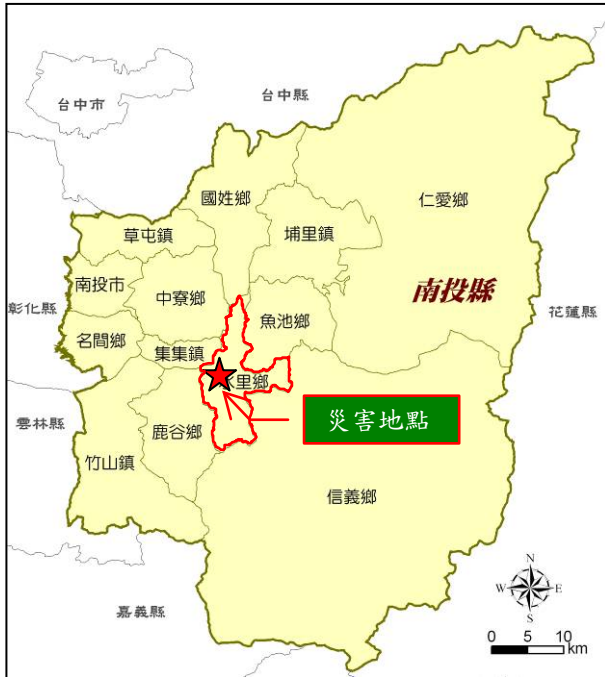 台中市
台中縣
國姓鄉
仁愛鄉
草屯鎮
埔里鎮
南投市
中寮鄉
南投縣
彰化縣
魚池鄉
花蓮縣
名間鄉
集集鎮
里鄉
災害地點
雲林縣
鹿谷鄉
竹山鎮
信義鄉
嘉義縣
N
W E
S
0 5 10
km